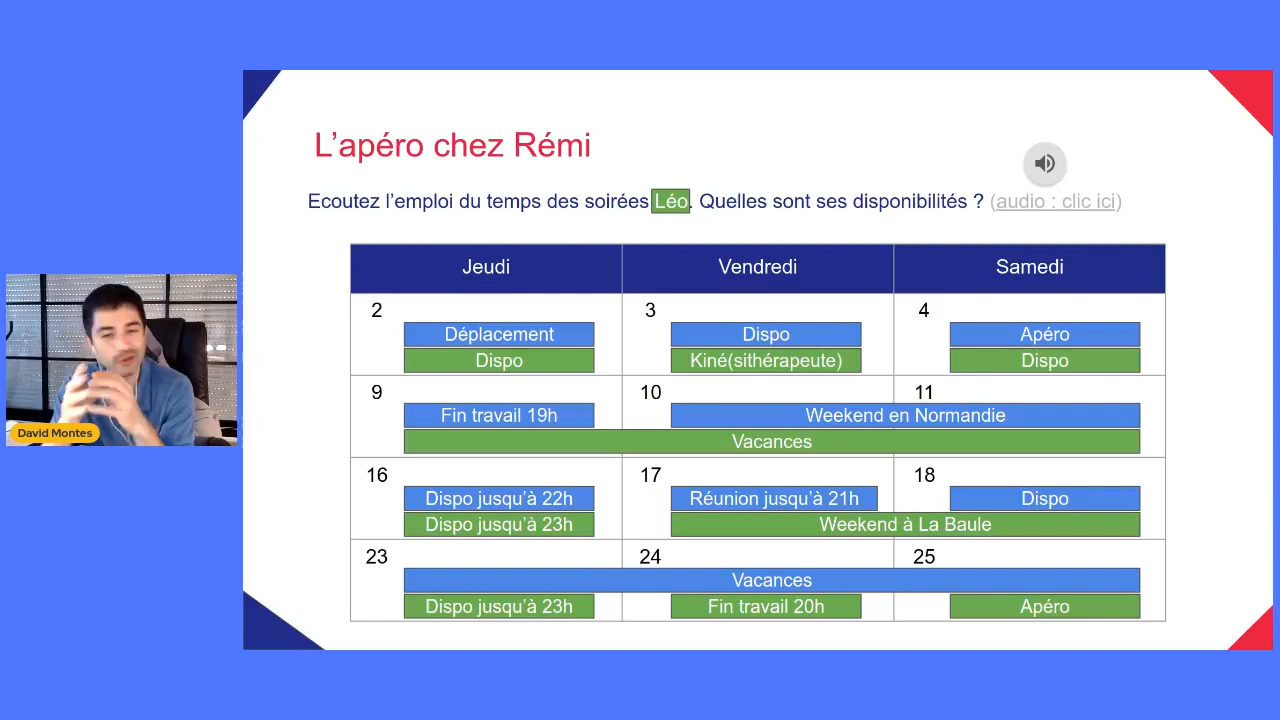 L'apéro chez Rémi
Ecoutez l'emploi du temps des soirées Léo. Quelles sont ses disponibilités ? (audio : clic ici)
Jeudi Vendredi Samedi
2 3 4
Déplacement Dispo Apéro
Dispo Kiné(sithérapeute) Dispo
9 10 11
Fin travail 19h Weekend en Normandie
Vacances
16 17 18
Dispo jusqu'à 22h Réunion jusqu'à 21h Dispo
Dispo jusqu'à 23h Weekend à La Baule
23 24 25
Vacances
Dispo jusqu'à 23h Fin travail 20h Apéro
David Montes